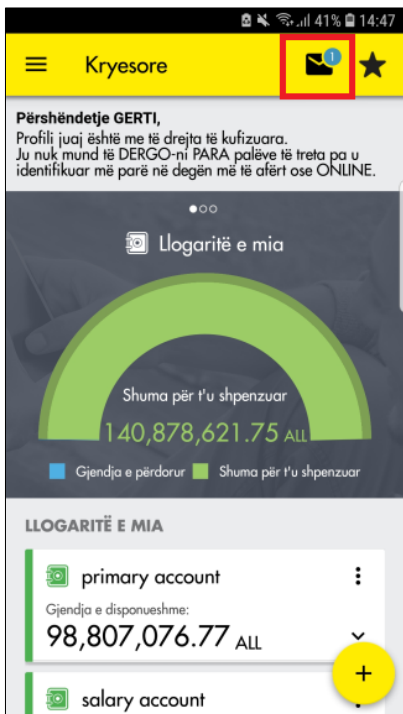 41% 14:47
Kryesore
1
Përshëndetje GERTI,
Profili juaj është me të drejta të kufizuara.
Ju nuk mund të DERGO-ni PARA palëve të treta pa u
identifikuar më parë në degën më të afërt ose ONLINE.
Llogaritë e mia
Shuma për t'u shpenzuar
140,878,621.75 ALL
Gjendja e përdorur Shuma për t'u shpenzuar
LLOGARITË E MIA
primary account
Gjendja e disponueshme:
98,807,076.77 ALL
+
salary account